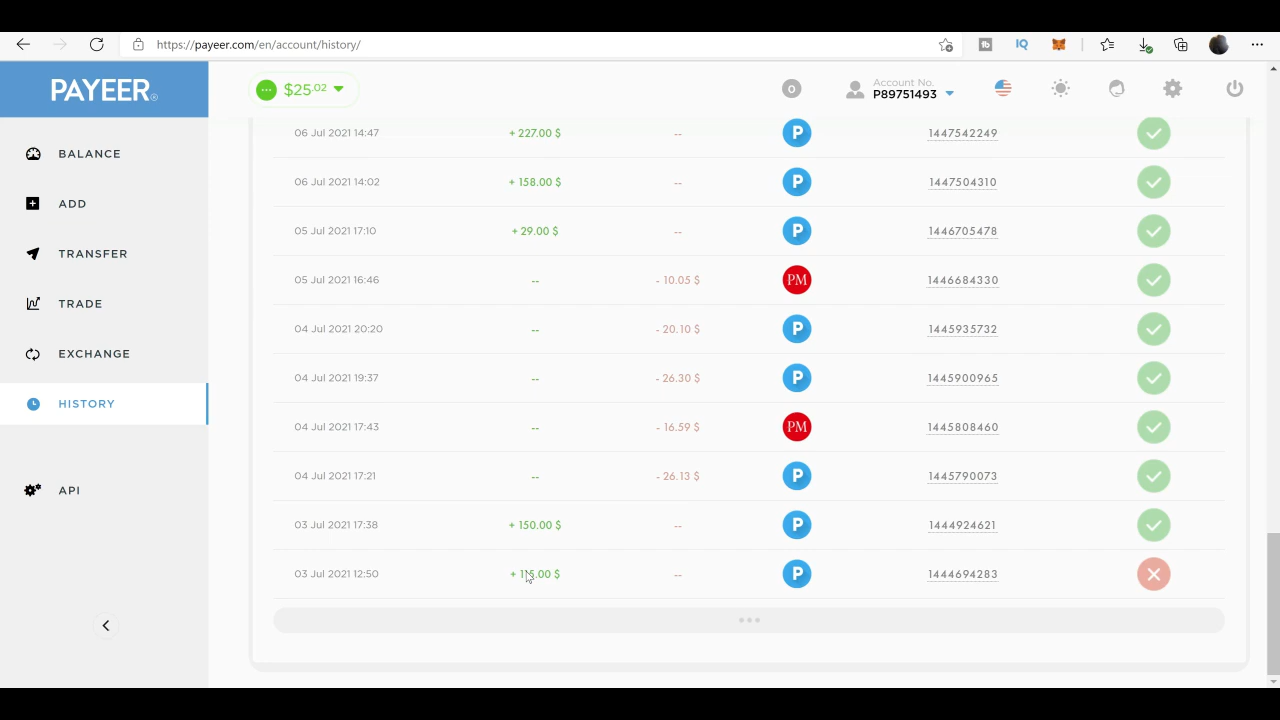 https://payeer.com/en/account/history/
PAYEER
$25.02
0
Account No.
P89751493
BALANCE
ADD
TRANSFER
TRADE
EXCHANGE
HISTORY
API
06 Jul 2021 14:47 + 227.00 $ -- P 1447542249
06 Jul 2021 14:02 + 158.00 $ -- P 1447504310
05 Jul 2021 17:10 + 29.00 $ -- P 1446705478
05 Jul 2021 16:46 -- - 10.05 $ PM 1446684330
04 Jul 2021 20:20 -- - 20.10 $ P 1445935732
04 Jul 2021 19:37 -- - 26.30 $ P 1445900965
04 Jul 2021 17:43 -- - 16.59 $ PM 1445808460
04 Jul 2021 17:21 -- - 26.13 $ P 1445790073
03 Jul 2021 17:38 + 150.00 $ -- P 1444924621
03 Jul 2021 12:50 -- P 1444694283